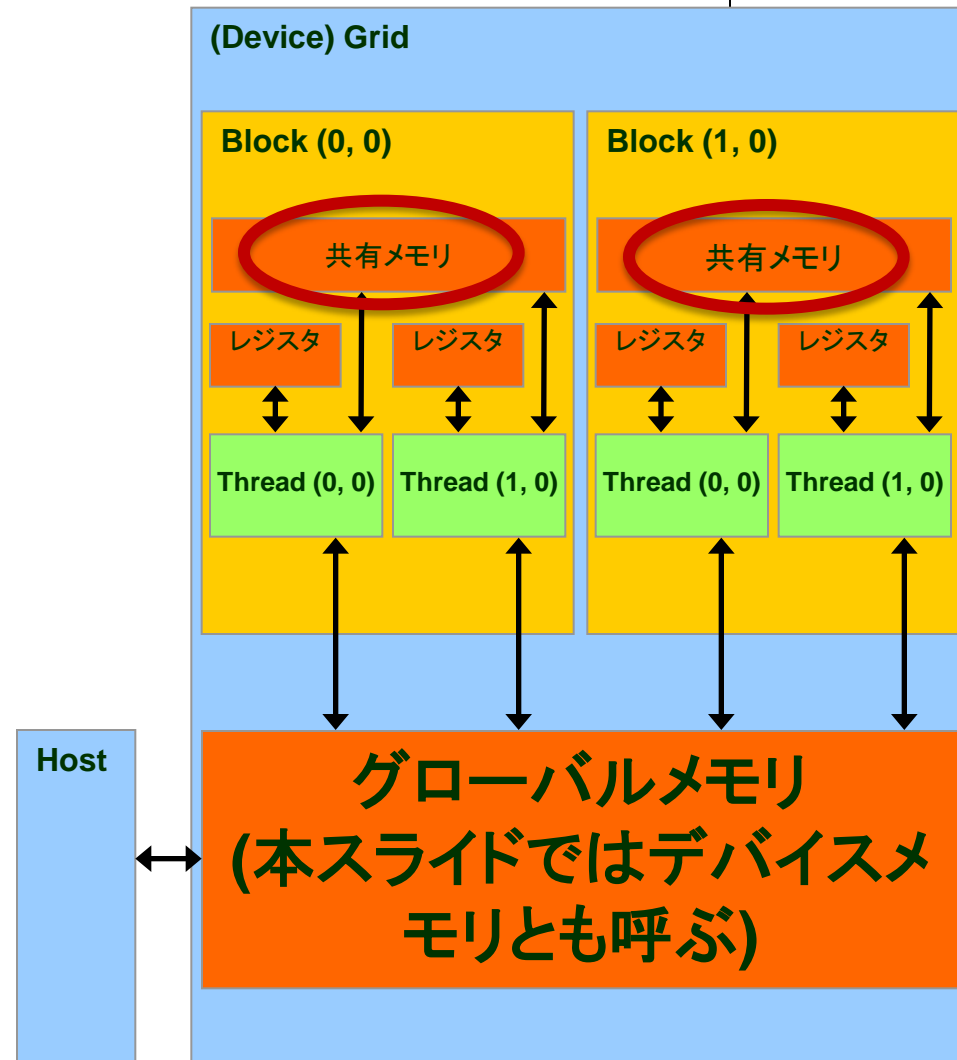 (Device) Grid
Block (0, 0)
Block (1, 0)
共有メモリ
共有メモリ
レジスタ
レジスタ
レジスタ
レジスタ
Thread (0, 0)
Thread (1, 0)
Thread (0, 0)
Thread (1, 0)
Host
グローバルメモリ
(本スライドではデバイスメ
モリとも呼ぶ)